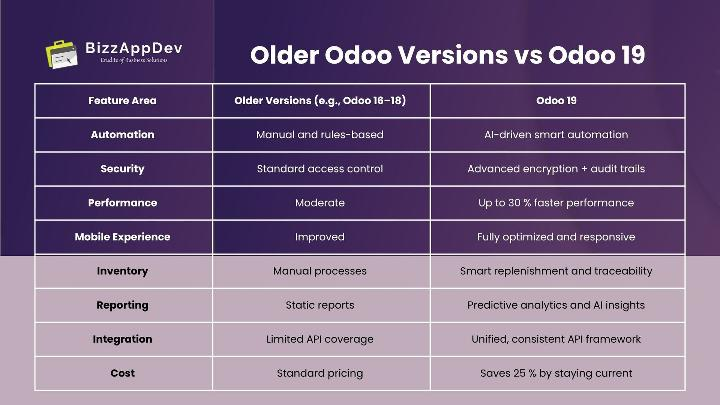 BizzAppDev
Erudite of Business Solutions
Older Odoo Versions vs Odoo 19
Feature Area Older Versions (e.g., Odoo 16–18) Odoo 19
Automation Manual and rules-based AI-driven smart automation
Security Standard access control Advanced encryption + audit trails
Performance Moderate Up to 30 % faster performance
Mobile Experience Improved Fully optimized and responsive
Inventory Manual processes Smart replenishment and traceability
Reporting Static reports Predictive analytics and AI insights
Integration Limited API coverage Unified, consistent API framework
Cost Standard pricing Saves 25 % by staying current